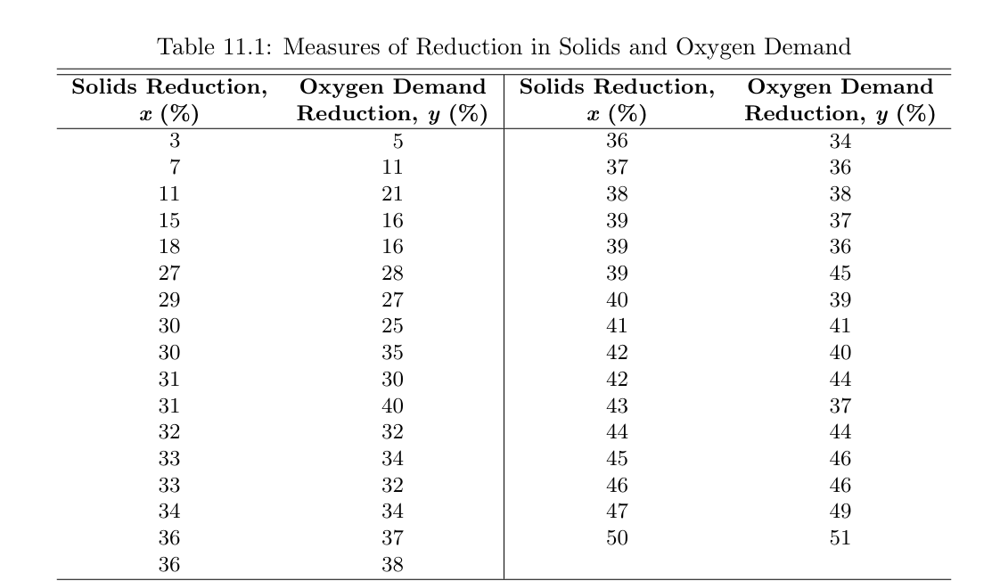 Table 11.1: Measures of Reduction in Solids and Oxygen Demand
Solids Reduction, Oxygen Demand Solids Reduction, Oxygen Demand
x (%) Reduction, y (%) x (%) Reduction, y (%)
3 5 36 34
7 11 37 36
11 21 38 38
15 16 39 37
18 16 39 36
27 28 39 45
29 27 40 39
30 25 41 41
30 35 42 40
31 30 42 44
31 40 43 37
32 32 44 44
33 34 45 46
33 32 46 46
34 34 47 49
36 37 50 51
36 38